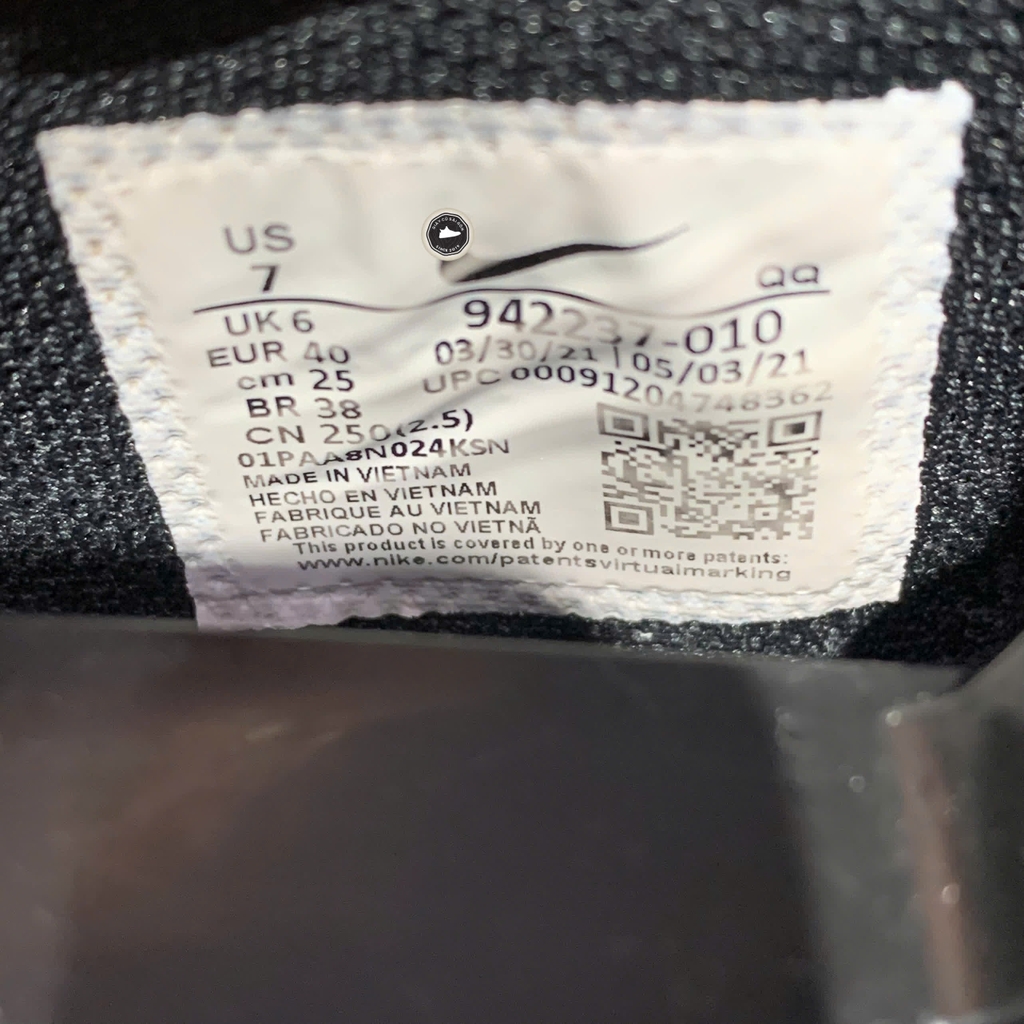 US
7
QQ
UK 6
EUR 40
cm 25
BR 38
CN 250(2.5)
942237-010
03/30/21 | 05/03/21
UPC 00091204748362
01PAA8N024KSN
MADE IN VIETNAM
HECHO EN VIETNAM
FABRIQUE AU VIETNAM
FABRICADO NO VIETNÃ
This product is covered by one or more patents:
www.nike.com/patentsvirtualmarking